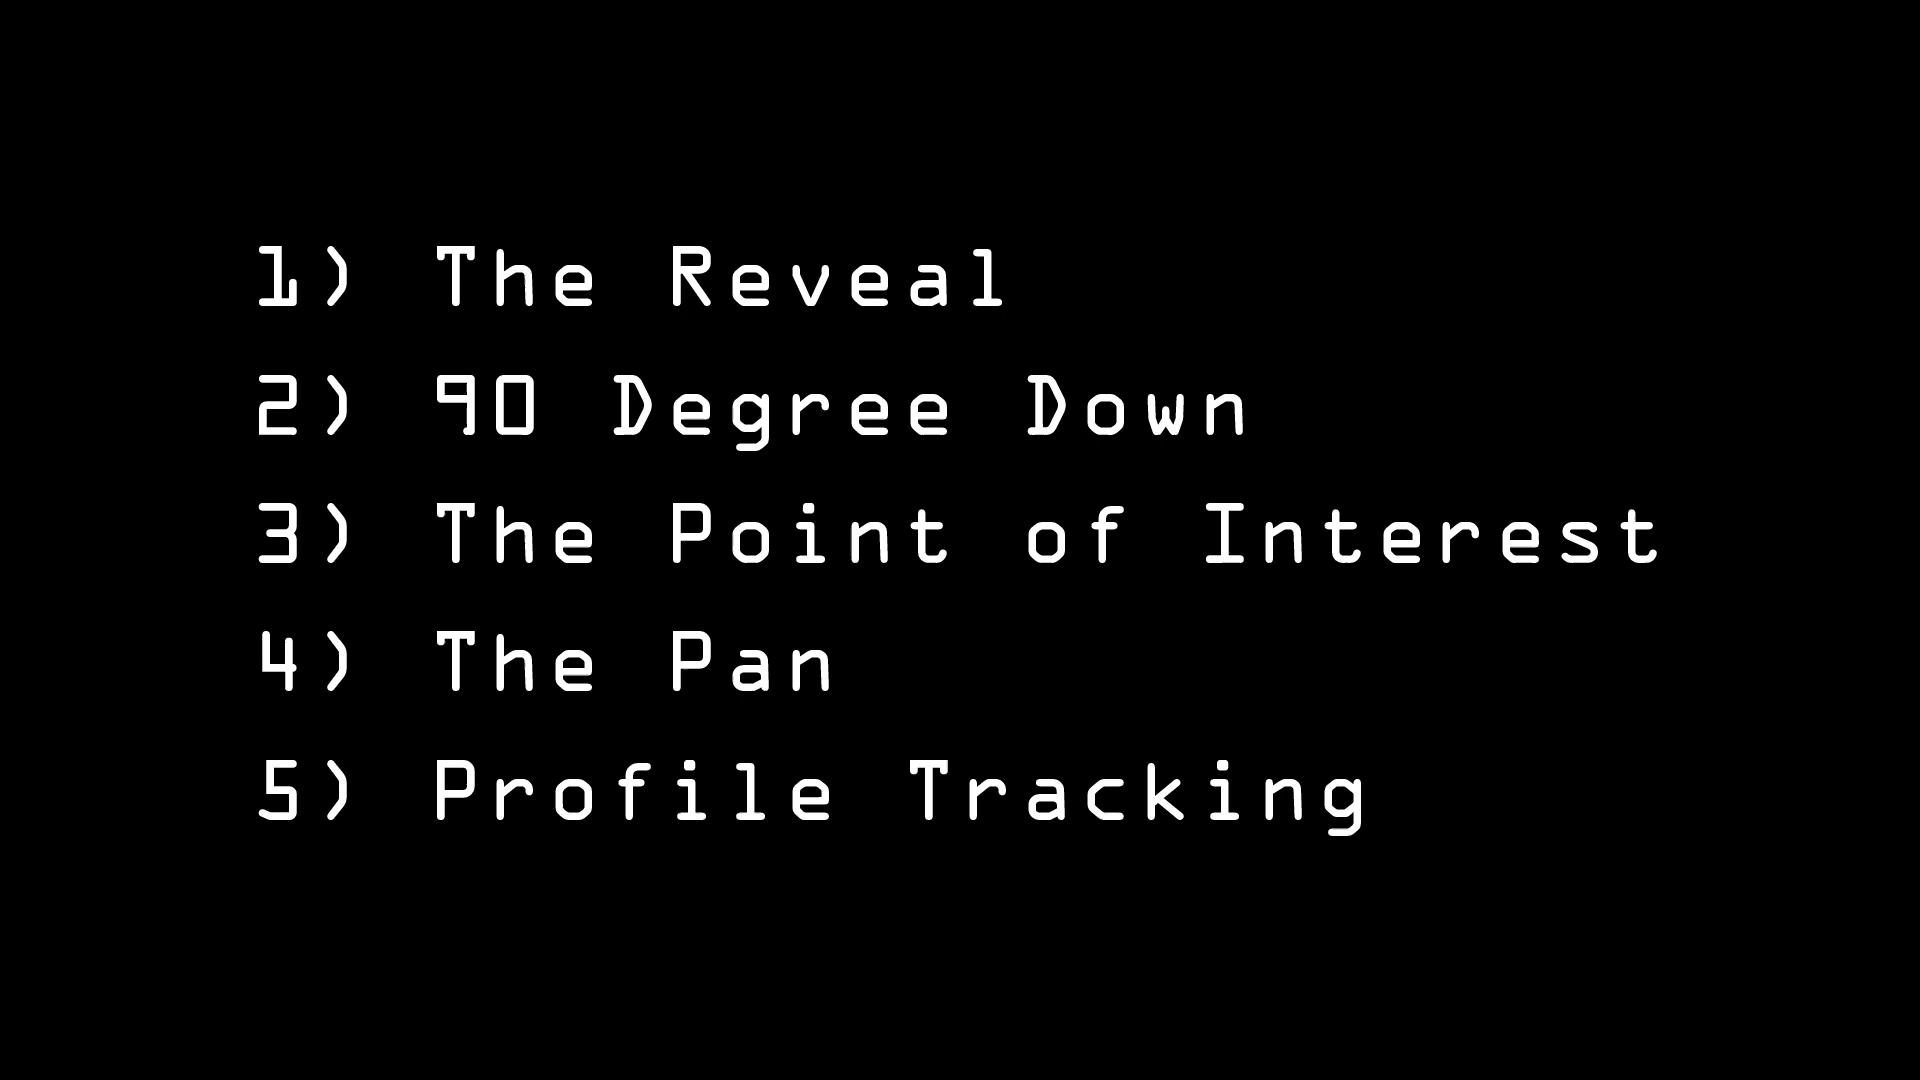 1) The Reveal
2) 90 Degree Down
3) The Point of Interest
4) The Pan
5) Profile Tracking